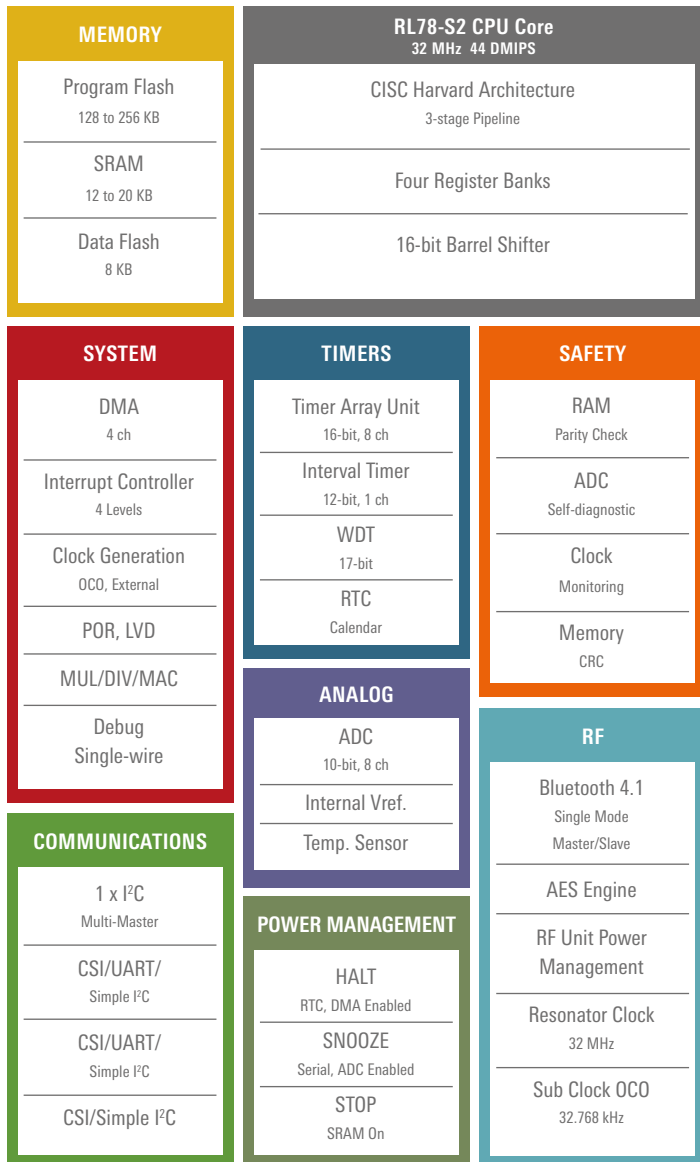 MEMORY
Program Flash
128 to 256 KB
SRAM
12 to 20 KB
Data Flash
8 KB
RL78-S2 CPU Core
32 MHz 44 DMIPS
CISC Harvard Architecture
3-stage Pipeline
Four Register Banks
16-bit Barrel Shifter
SYSTEM
DMA
4 ch
Interrupt Controller
4 Levels
Clock Generation
OCO, External
POR, LVD
MUL/DIV/MAC
Debug
Single-wire
TIMERS
Timer Array Unit
16-bit, 8 ch
Interval Timer
12-bit, 1 ch
WDT
17-bit
RTC
Calendar
SAFETY
RAM
Parity Check
ADC
Self-diagnostic
Clock
Monitoring
Memory
CRC
ANALOG
ADC
10-bit, 8 ch
Internal Vref.
Temp. Sensor
RF
Bluetooth 4.1
Single Mode
Master/Slave
AES Engine
RF Unit Power
Management
Resonator Clock
32 MHz
Sub Clock OCO
32.768 kHz
COMMUNICATIONS
1 x I²C
Multi-Master
CSI/UART/
Simple I²C
CSI/UART/
Simple I²C
CSI/Simple I²C
POWER MANAGEMENT
HALT
RTC, DMA Enabled
SNOOZE
Serial, ADC Enabled
STOP
SRAM On